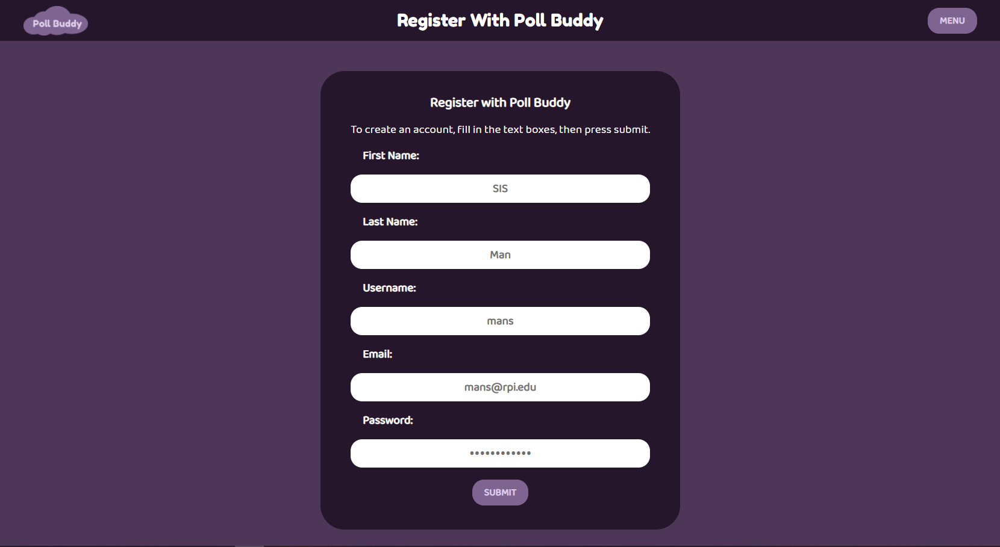 Poll Buddy
Register With Poll Buddy
MENU
Register with Poll Buddy
To create an account, fill in the text boxes, then press submit.
First Name:
SIS
Last Name:
Man
Username:
mans
Email:
mans@rpi.edu
Password:
••••••••••••
SUBMIT